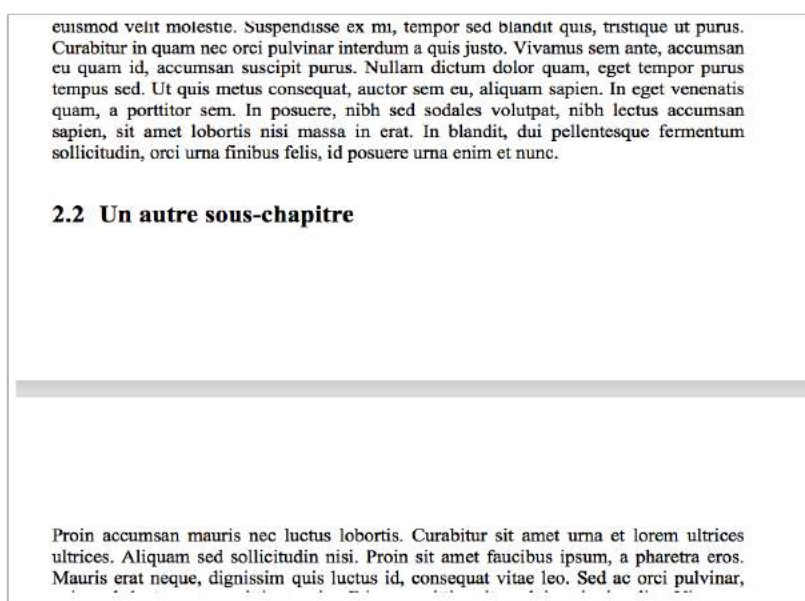 euismod velit molestie. Suspendisse ex mi, tempor sed blandit quis, tristique ut purus.
Curabitur in quam nec orci pulvinar interdum a quis justo. Vivamus sem ante, accumsan
eu quam id, accumsan suscipit purus. Nullam dictum dolor quam, eget tempor purus
tempus sed. Ut quis metus consequat, auctor sem eu, aliquam sapien. In eget venenatis
quam, a porttitor sem. In posuere, nibh sed sodales volutpat, nibh lectus accumsan
sapien, sit amet lobortis nisi massa in erat. In blandit, dui pellentesque fermentum
sollicitudin, orci urna finibus felis, id posuere urna enim et nunc.
2.2 Un autre sous-chapitre
Proin accumsan mauris nec luctus lobortis. Curabitur sit amet urna et lorem ultrices
ultrices. Aliquam sed sollicitudin nisi. Proin sit amet faucibus ipsum, a pharetra eros.
Mauris erat neque, dignissim quis luctus id, consequat vitae leo. Sed ac orci pulvinar,